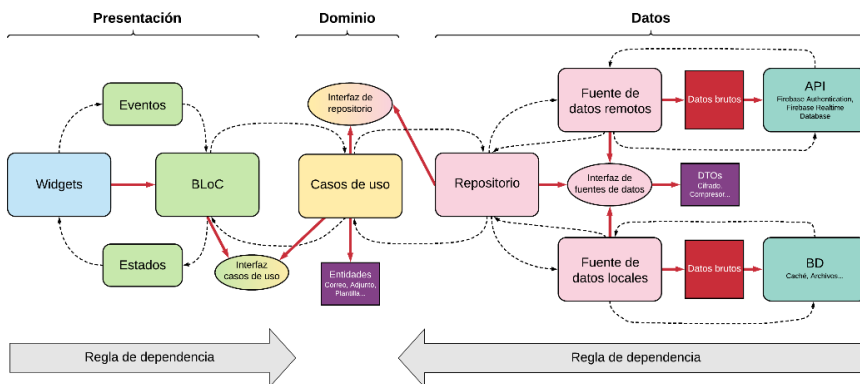 Presentación
Dominio
Datos
Eventos
Interfaz de
repositorio
Fuente de
datos remotos
Datos brutos
API
Firebase Authentication,
Firebase Realtime
Database
Widgets
BLoC
Casos de uso
Repositorio
Interfaz de
fuentes de datos
DTOs
Cifrado
Compresor...
Estados
Interfaz
casos de uso
Entidades
Correo, Adjunto,
Plantilla...
Fuente de
datos locales
Datos brutos
BD
Caché, Archivos...
Regla de dependencia
Regla de dependencia